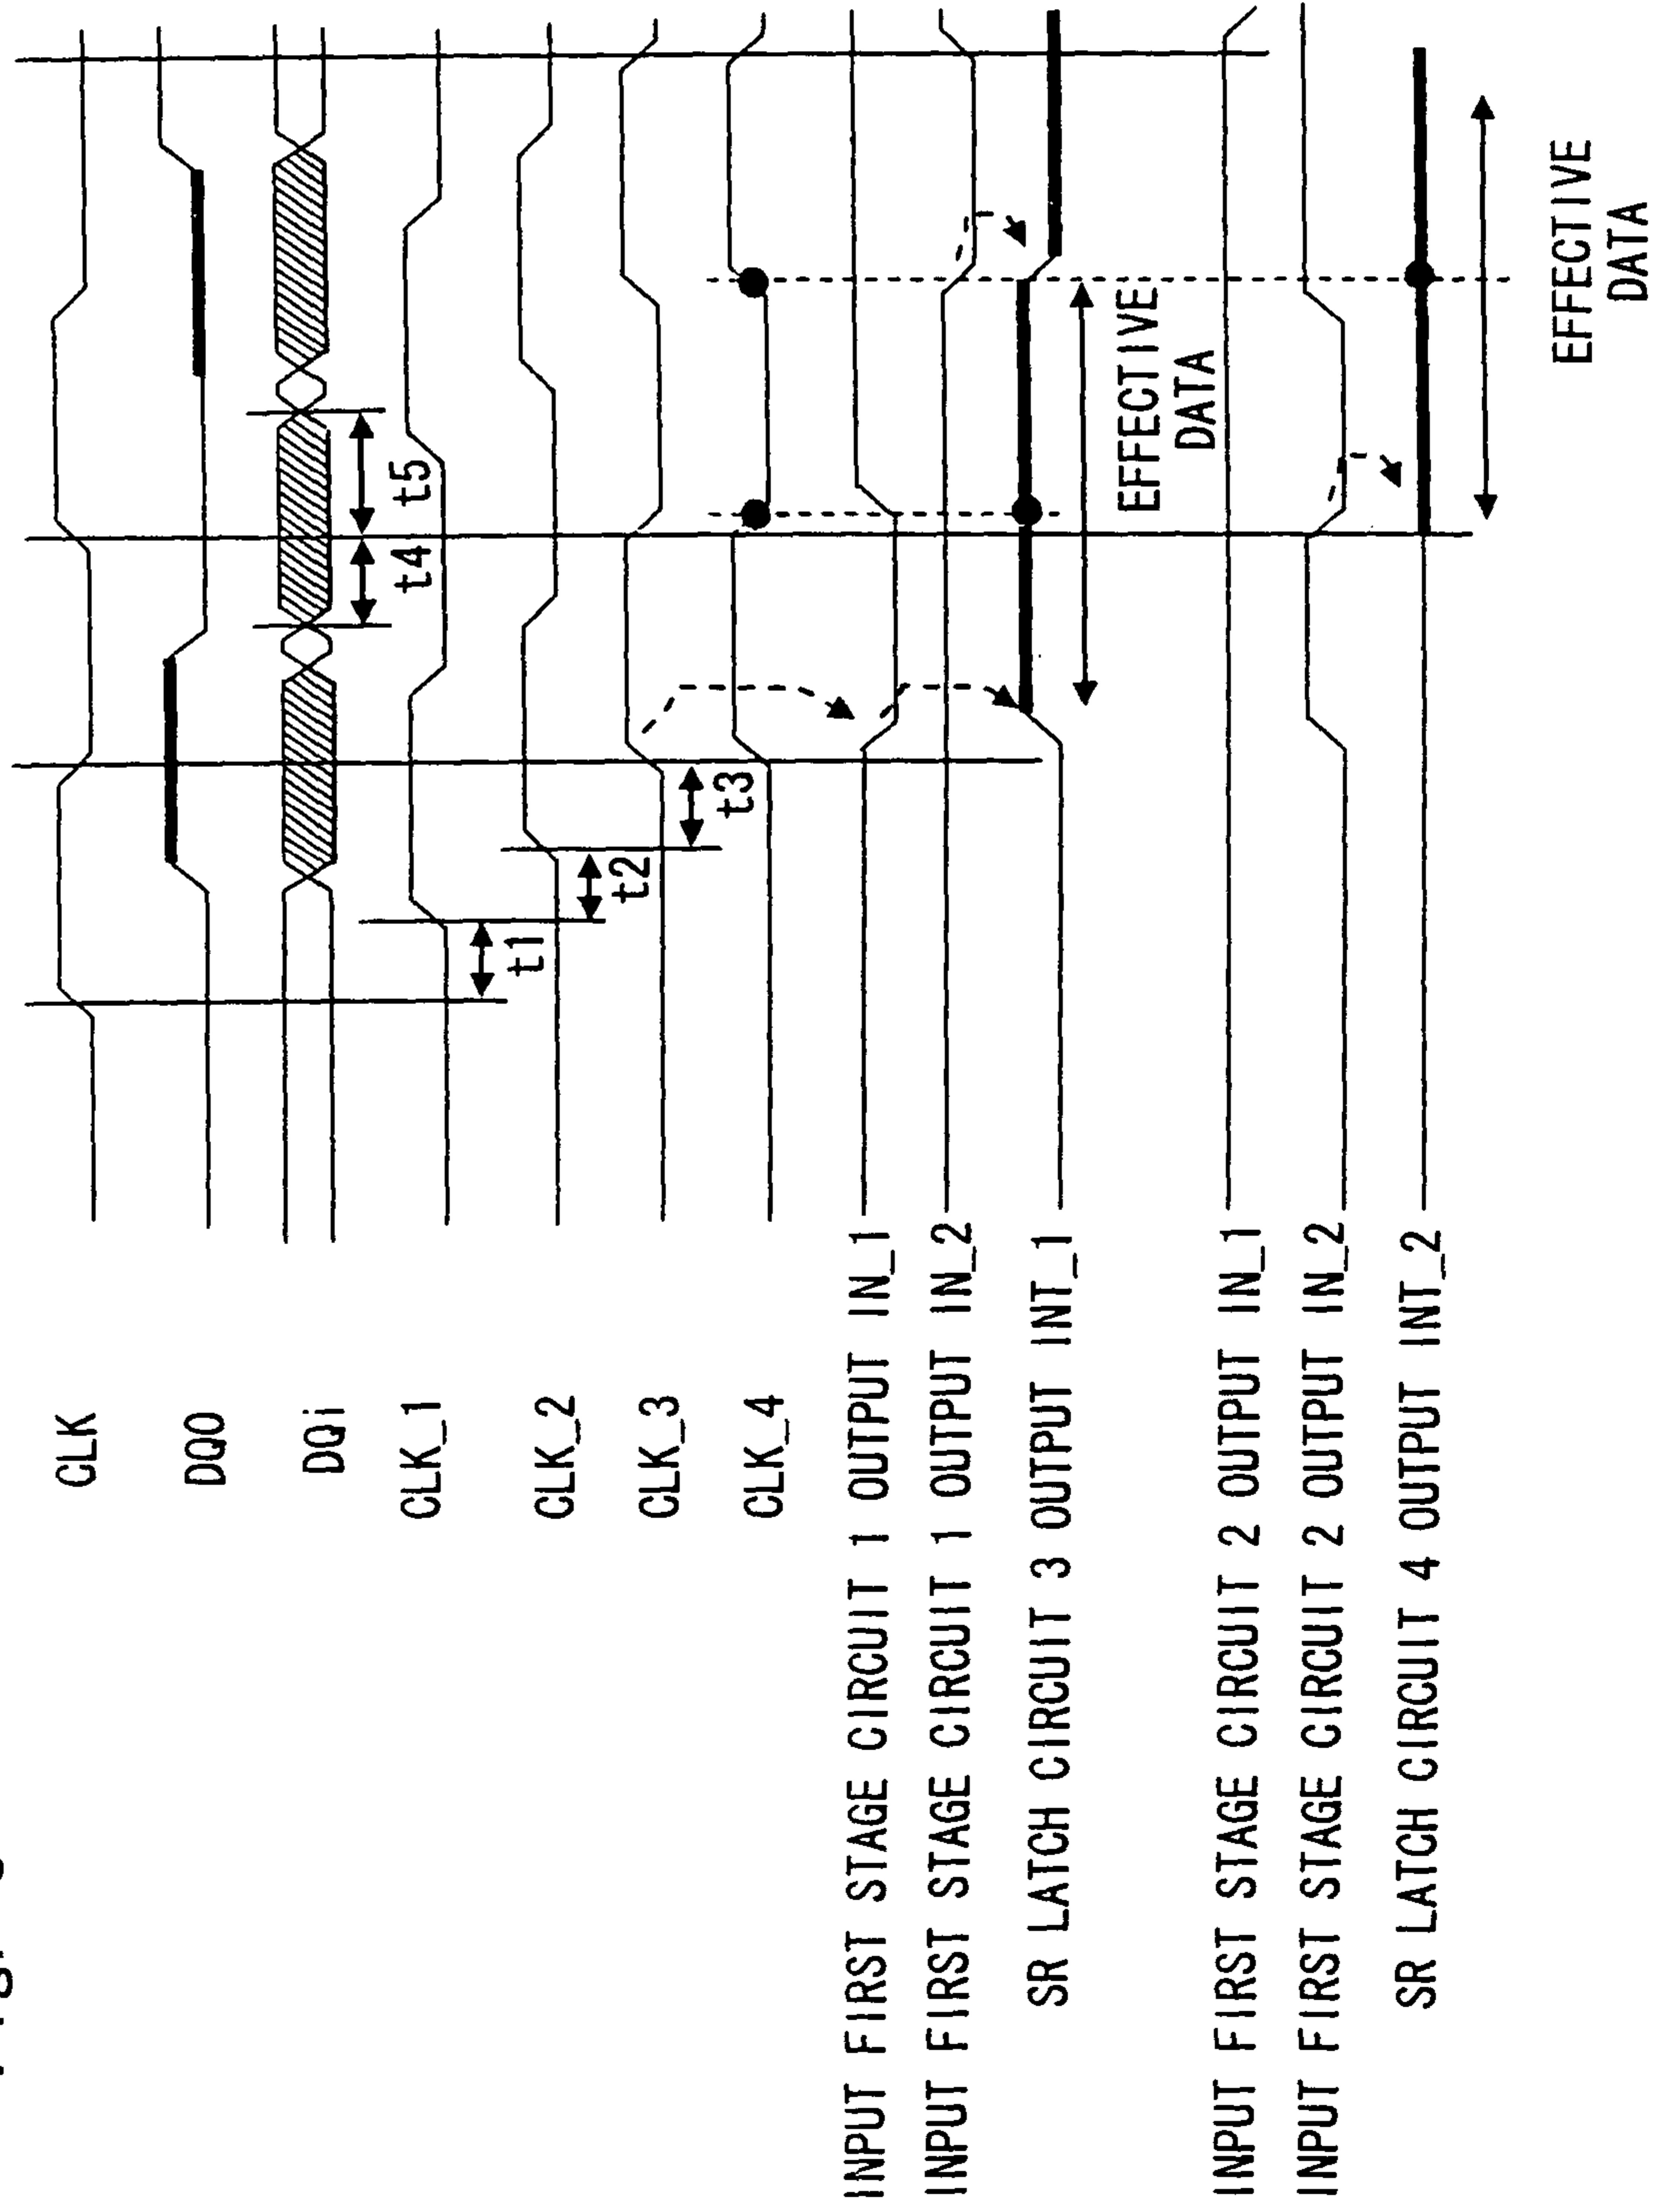 CLK
DQ0
DQi
CLK_1
CLK_2
CLK_3
CLK_4
INPUT FIRST STAGE CIRCUIT 1 OUTPUT IN_1
INPUT FIRST STAGE CIRCUIT 1 OUTPUT IN_2
SR LATCH CIRCUIT 3 OUTPUT INT_1
INPUT FIRST STAGE CIRCUIT 2 OUTPUT IN_1
INPUT FIRST STAGE CIRCUIT 2 OUTPUT IN_2
SR LATCH CIRCUIT 4 OUTPUT INT_2
t1
t2
t3
t4
t5
EFFECTIVE
DATA
EFFECTIVE
DATA